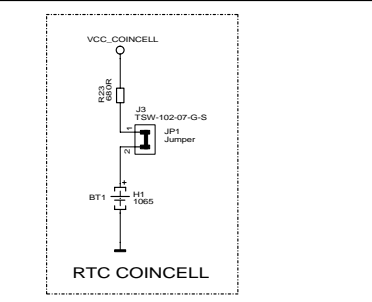 VCC_COINCELL
R23
680R
J3
TSW-102-07-G-S
1
JP1
Jumper
2
+
BT1
H1
1065
RTC COINCELL